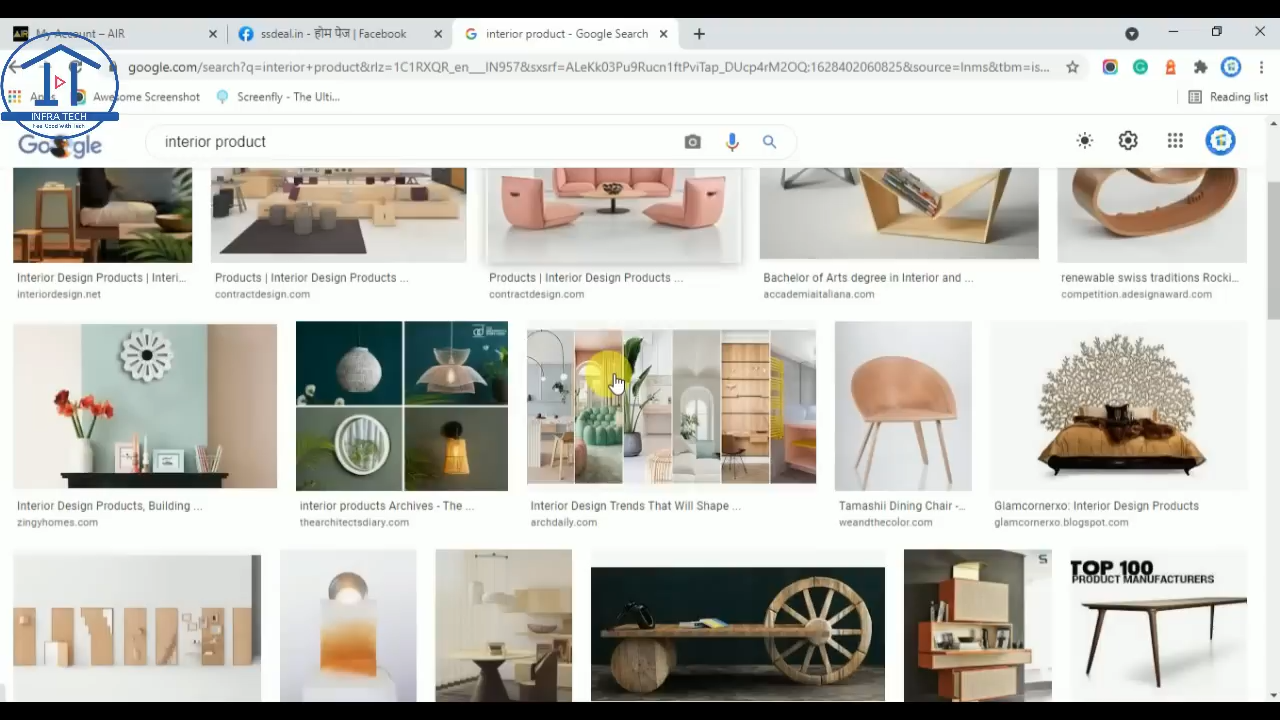 My Account – AIR
ssdeal.in - होम पेज | Facebook
interior product - Google Search
google.com/search?q=interior+product&rlz=1C1RXQR_en___IN957&sxsrf=ALeKk03Pu9Rucn1ftPviTap_DUcp4rM2OQ:1628402060825&source=lnms&tbm=is...
Awesome Screenshot
Screenfly - The Ulti...
Reading list
INFRA TECH
Feel Good with Tech
Google
interior product
Interior Design Products | Interi...
interiordesign.net
Products | Interior Design Products ...
contractdesign.com
Products | Interior Design Products ...
contractdesign.com
Bachelor of Arts degree in Interior and ...
accademiaitaliana.com
renewable swiss traditions Rocki...
competition.adesignaward.com
Interior Design Products, Building ...
zingyhomes.com
interior products Archives - The ...
thearchitectsdiary.com
Interior Design Trends That Will Shape ...
archdaily.com
Tamashii Dining Chair -...
weandthecolor.com
Glamcornerxo: Interior Design Products
glamcornerxo.blogspot.com
S
TOP 100
PRODUCT MANUFACTURERS